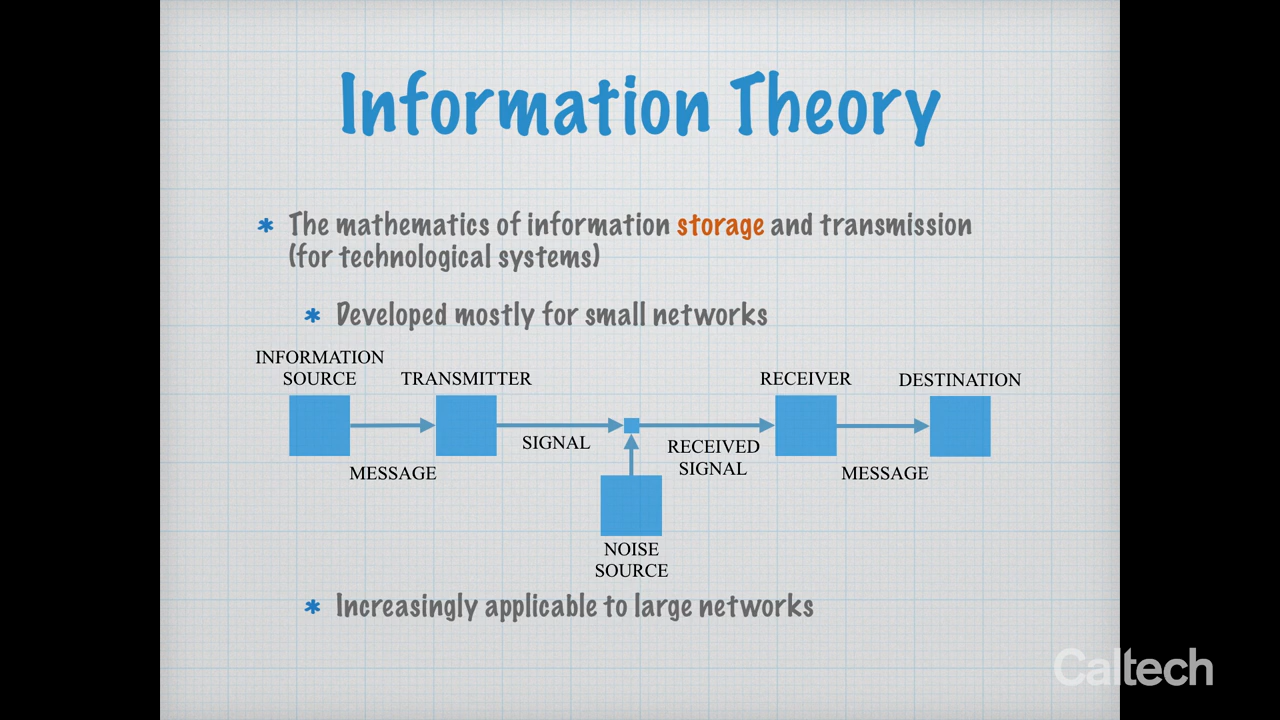 Information Theory
* The mathematics of information storage and transmission
(for technological systems)
* Developed mostly for small networks
INFORMATION
SOURCE
TRANSMITTER
RECEIVER
DESTINATION
SIGNAL
RECEIVED
SIGNAL
MESSAGE
MESSAGE
NOISE
SOURCE
* Increasingly applicable to large networks
Caltech